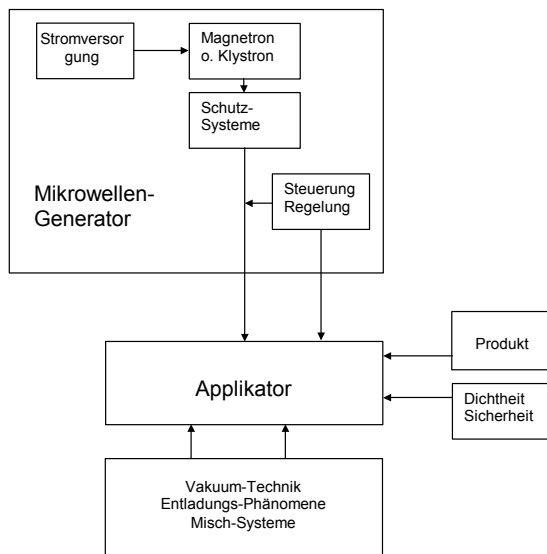 Stromversor
gung
Magnetron
o. Klystron
Schutz-
Systeme
Mikrowellen-
Generator
Steuerung
Regelung
Applikator
Produkt
Dichtheit
Sicherheit
Vakuum-Technik
Entladungs-Phänomene
Misch-Systeme